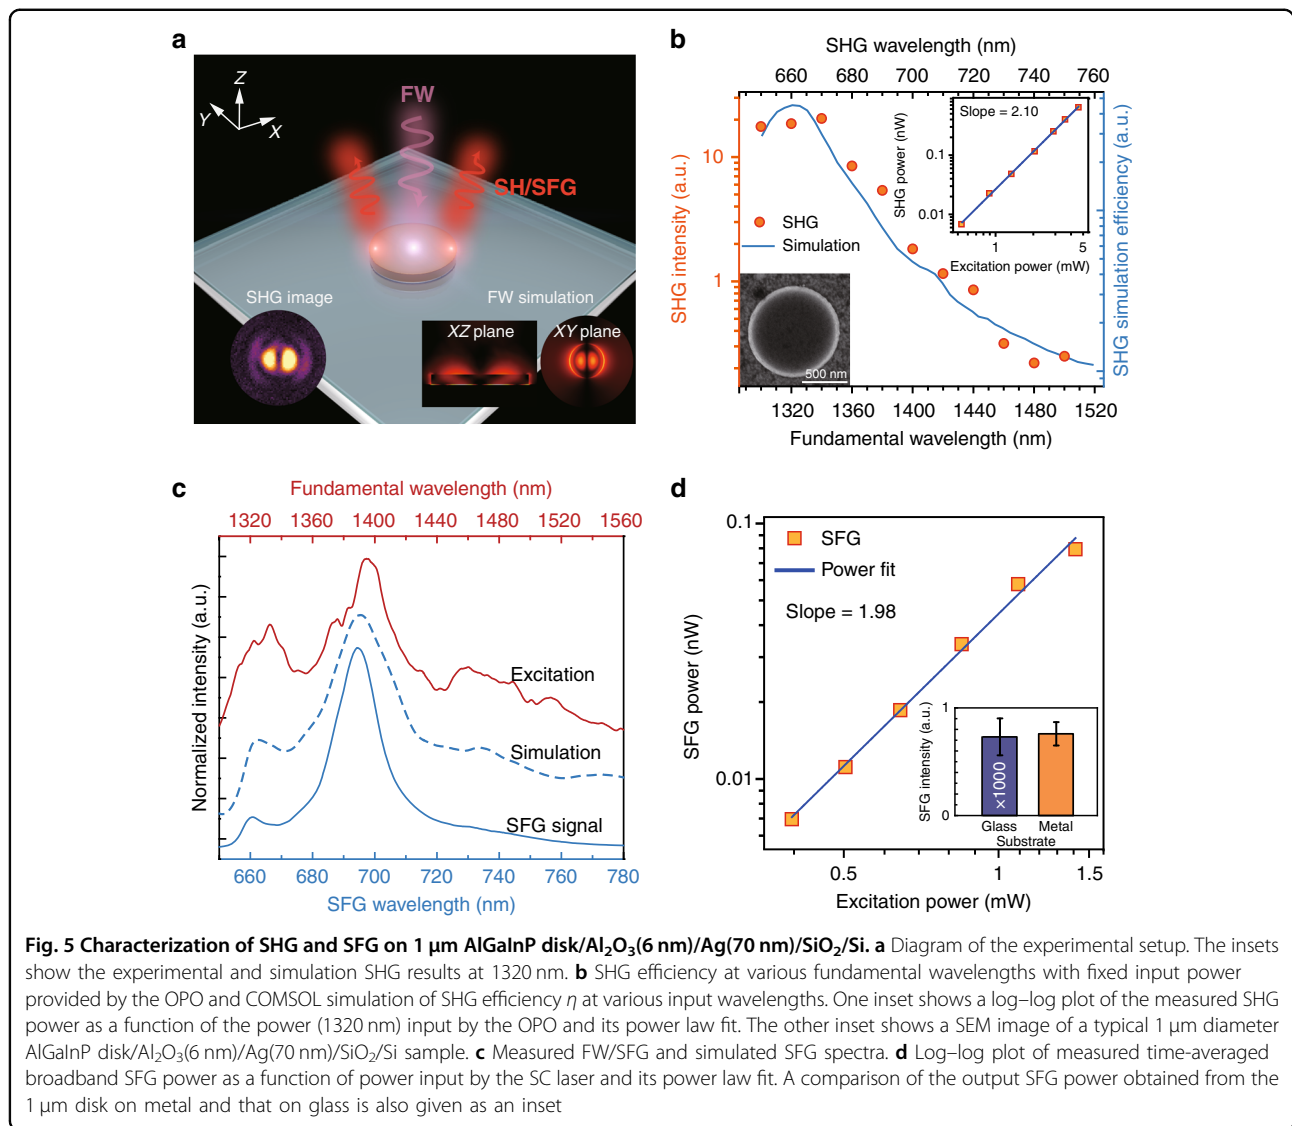 a
Z
Y
X
FW
SH/SFG
SHG image
FW simulation
XZ plane
XY plane
b
SHG wavelength (nm)
660 680 700 720 740 760
SHG intensity (a.u.)
10
1
SHG simulation efficiency (a.u.)
Slope = 2.10
SHG power (nW)
0.1
0.01
1 5
Excitation power (mW)
SHG
Simulation
500 nm
1320 1360 1400 1440 1480 1520
Fundamental wavelength (nm)
c
Fundamental wavelength (nm)
1320 1360 1400 1440 1480 1520 1560
Normalized intensity (a.u.)
Excitation
Simulation
SFG signal
660 680 700 720 740 760 780
SFG wavelength (nm)
d
0.1
SFG
Power fit
Slope = 1.98
SFG power (nW)
0.01
1
SFG intensity (a.u.)
×1000
0
Glass Metal
Substrate
0.5 1 1.5
Excitation power (mW)
Fig. 5 Characterization of SHG and SFG on 1 µm AlGaInP disk/Al₂O₃(6 nm)/Ag(70 nm)/SiO₂/Si. a Diagram of the experimental setup. The insets
show the experimental and simulation SHG results at 1320 nm. b SHG efficiency at various fundamental wavelengths with fixed input power
provided by the OPO and COMSOL simulation of SHG efficiency η at various input wavelengths. One inset shows a log–log plot of the measured SHG
power as a function of the power (1320 nm) input by the OPO and its power law fit. The other inset shows a SEM image of a typical 1 µm diameter
AlGaInP disk/Al₂O₃(6 nm)/Ag(70 nm)/SiO₂/Si sample. c Measured FW/SFG and simulated SFG spectra. d Log–log plot of measured time-averaged
broadband SFG power as a function of power input by the SC laser and its power law fit. A comparison of the output SFG power obtained from the
1 µm disk on metal and that on glass is also given as an inset